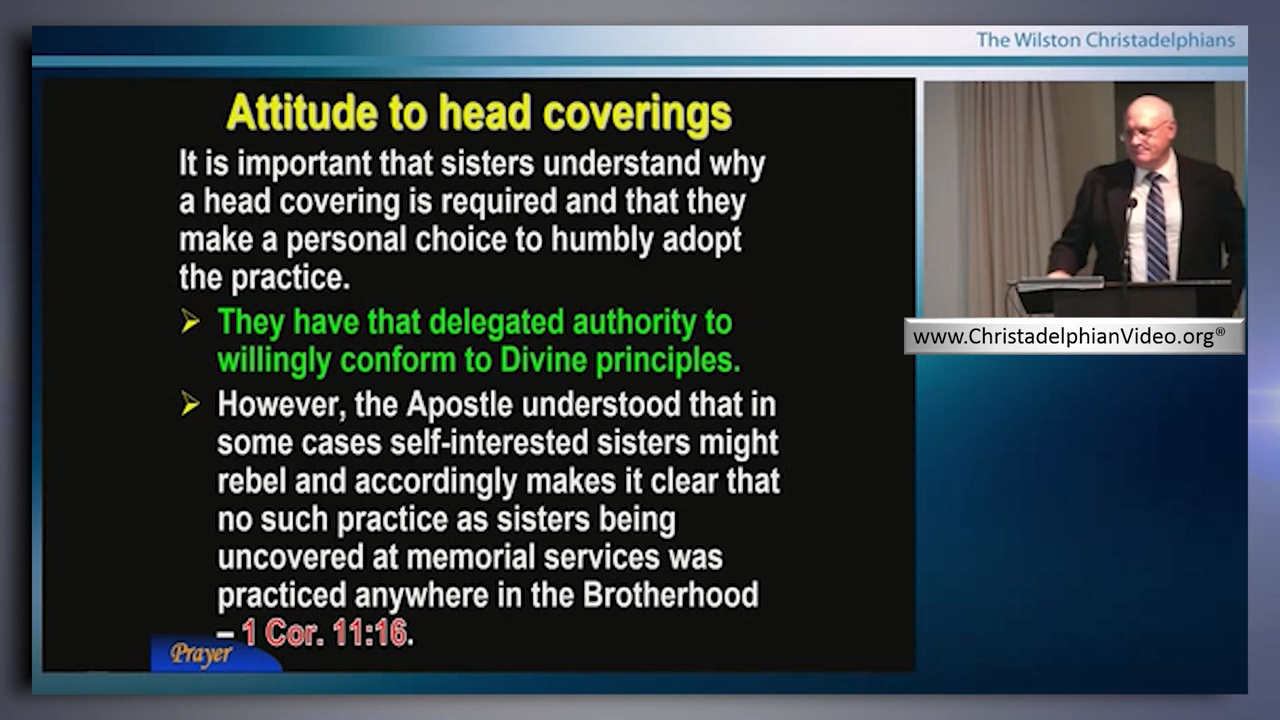 The Wilston Christadelphians
Attitude to head coverings
It is important that sisters understand why
a head covering is required and that they
make a personal choice to humbly adopt
the practice.
They have that delegated authority to
willingly conform to Divine principles.
However, the Apostle understood that in
some cases self-interested sisters might
rebel and accordingly makes it clear that
no such practice as sisters being
uncovered at memorial services was
practiced anywhere in the Brotherhood
– 1 Cor. 11:16.
Prayer
www.ChristadelphianVideo.org®